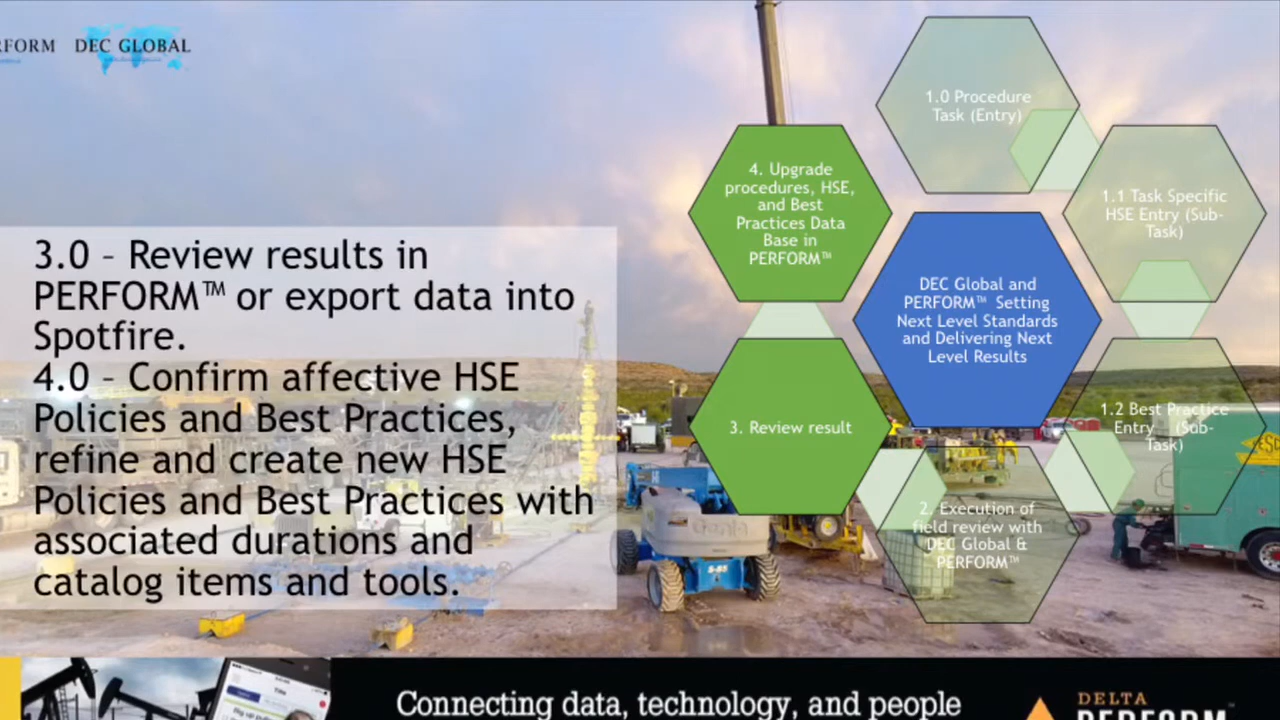 RFORM DEC GLOBAL
3.0 – Review results in
PERFORM™ or export data into
Spotfire.
4.0 – Confirm affective HSE
Policies and Best Practices,
refine and create new HSE
Policies and Best Practices with
associated durations and
catalog items and tools.
1.0 Procedure
Task (Entry)
1.1 Task Specific
HSE Entry (Sub-
Task)
1.2 Best Practice
Entry (Sub-
Task)
2. Execution of
field review with
DEC Global &
PERFORM™
3. Review result
4. Upgrade
procedures, HSE,
and Best
Practices Data
Base in
PERFORM™
DEC Global and
PERFORM™ Setting
Next Level Standards
and Delivering Next
Level Results
Genie
S-65
Title
Connecting data, technology, and people
DELTA
PERFORM™